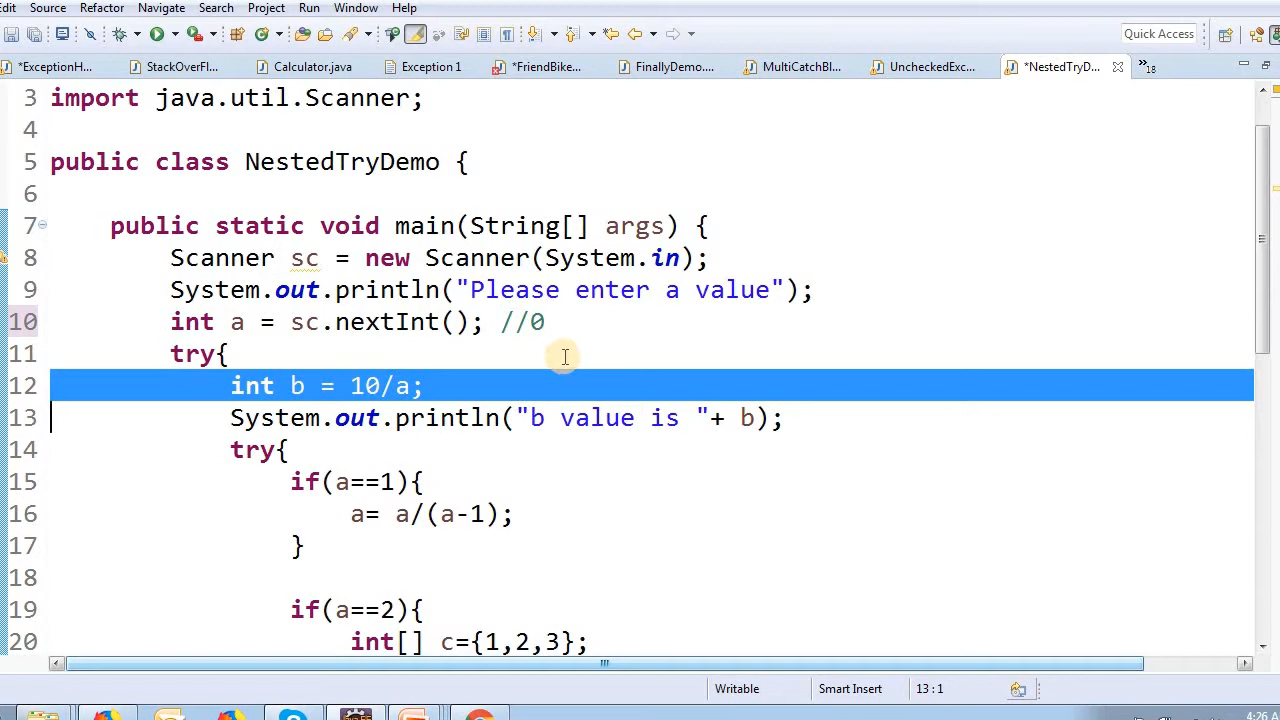 Edit Source Refactor Navigate Search Project Run Window Help
Quick Access
*ExceptionH... StackOverFl... Calculator.java Exception 1 *FriendBike... FinallyDemo.... MultiCatchBl... UncheckedExc... *NestedTryD... »18
3 import java.util.Scanner;
4
5 public class NestedTryDemo {
6
7 public static void main(String[] args) {
8 Scanner sc = new Scanner(System.in);
9 System.out.println("Please enter a value");
10 int a = sc.nextInt(); //0
11 try{
12 int b = 10/a;
13 System.out.println("b value is "+ b);
14 try{
15 if(a==1){
16 a= a/(a-1);
17 }
18
19 if(a==2){
20 int[] c={1,2,3};
Writable Smart Insert 13 : 1
4:26 A